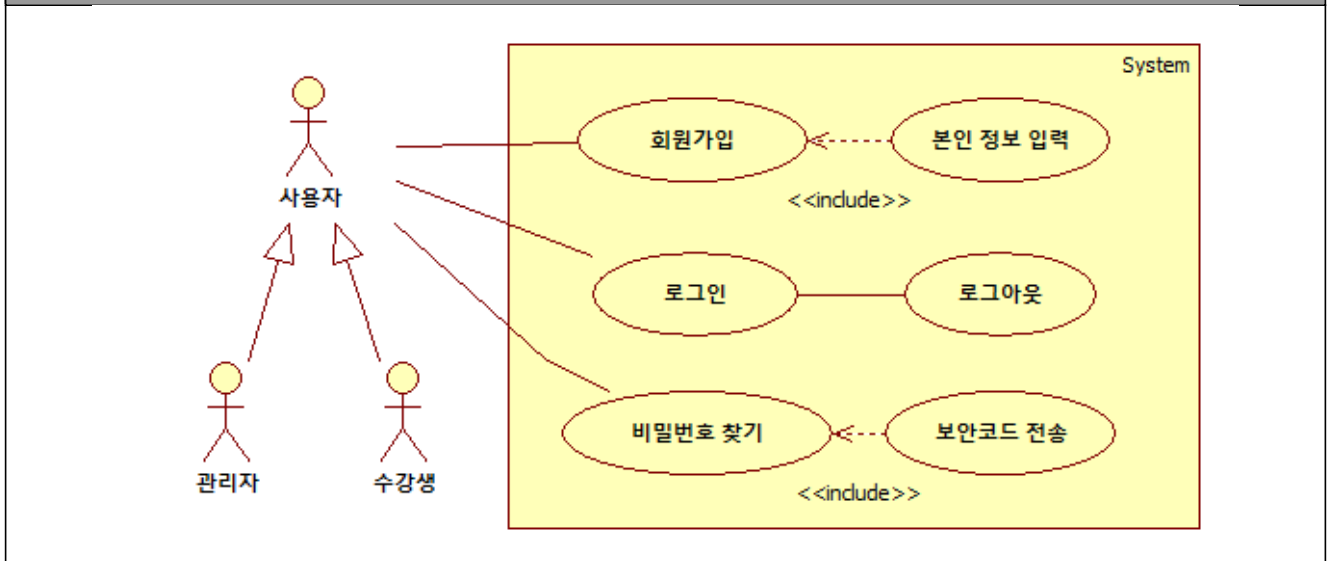 System
회원가입
본인 정보 입력
사용자
<<include>>
로그인
로그아웃
비밀번호 찾기
보안코드 전송
관리자
수강생
<<include>>